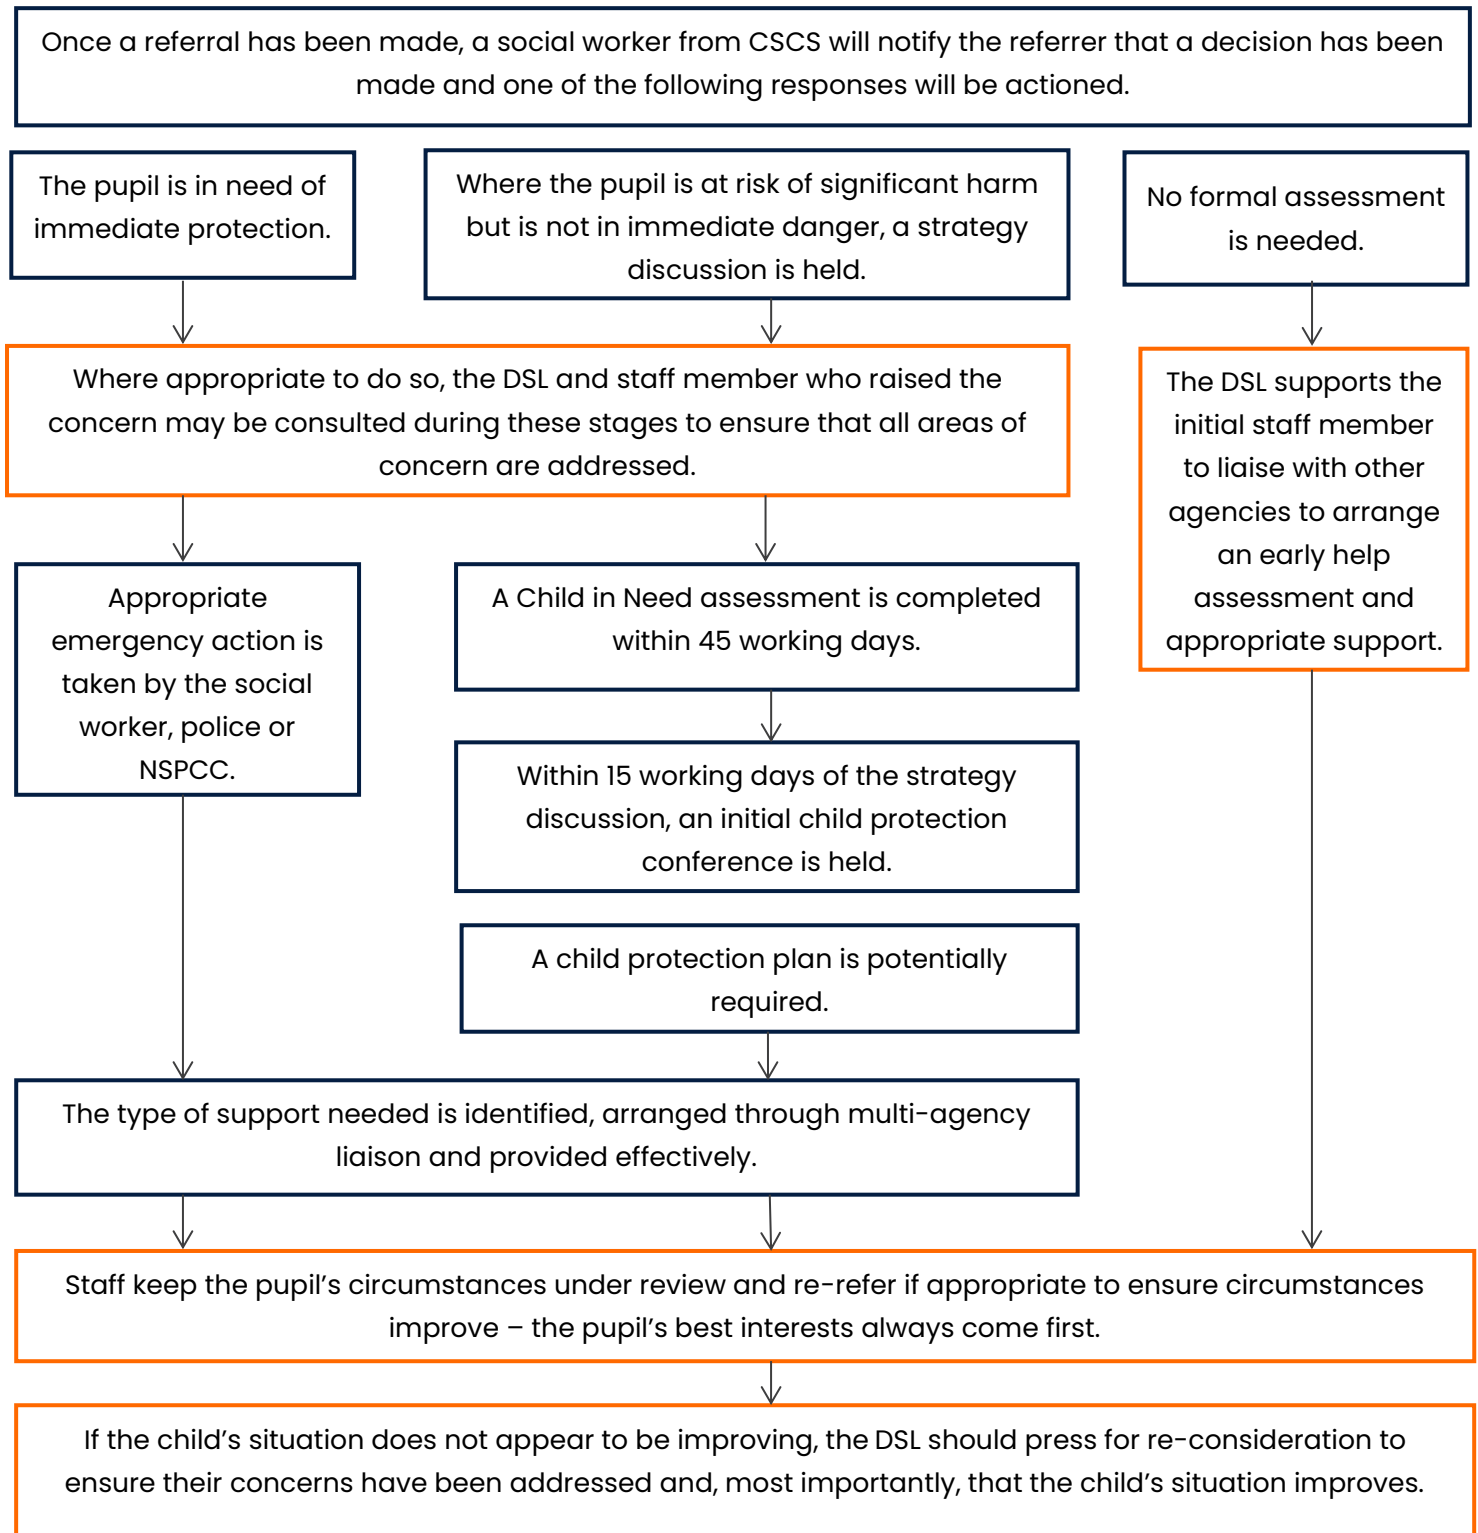 Once a referral has been made, a social worker from CSCS will notify the referrer that a decision has been
made and one of the following responses will be actioned.
The pupil is in need of
immediate protection.
Where the pupil is at risk of significant harm
but is not in immediate danger, a strategy
discussion is held.
No formal assessment
is needed.
Where appropriate to do so, the DSL and staff member who raised the
concern may be consulted during these stages to ensure that all areas of
concern are addressed.
The DSL supports the
initial staff member
to liaise with other
agencies to arrange
an early help
assessment and
appropriate support.
Appropriate
emergency action is
taken by the social
worker, police or
NSPCC.
A Child in Need assessment is completed
within 45 working days.
Within 15 working days of the strategy
discussion, an initial child protection
conference is held.
A child protection plan is potentially
required.
The type of support needed is identified, arranged through multi-agency
liaison and provided effectively.
Staff keep the pupil’s circumstances under review and re-refer if appropriate to ensure circumstances
improve – the pupil’s best interests always come first.
If the child’s situation does not appear to be improving, the DSL should press for re-consideration to
ensure their concerns have been addressed and, most importantly, that the child’s situation improves.